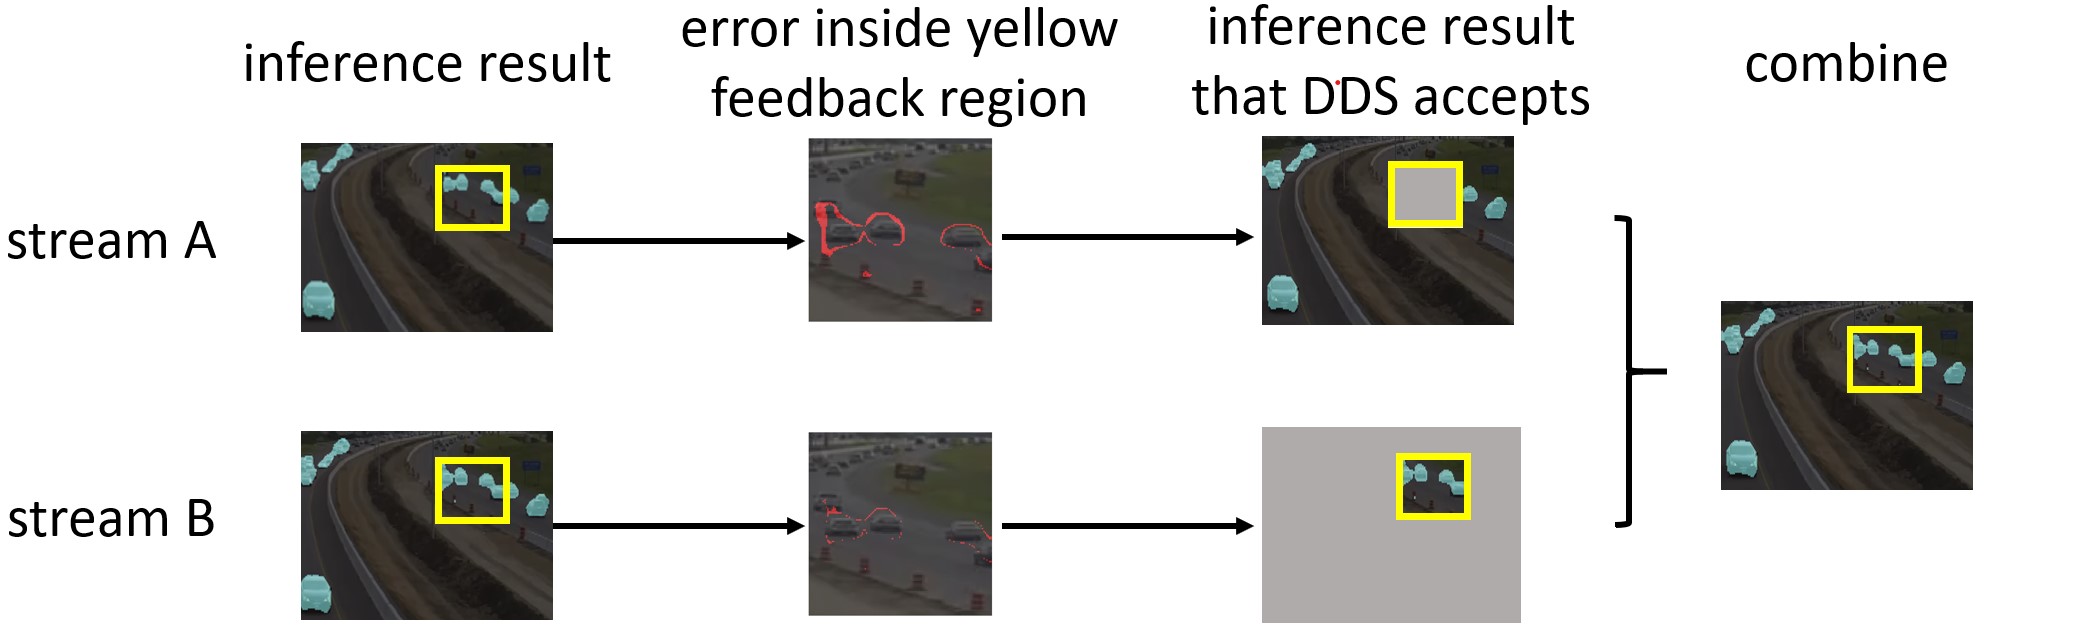 inference result
error inside yellow
feedback region
inference result
that DDS accepts
combine
stream A
stream B